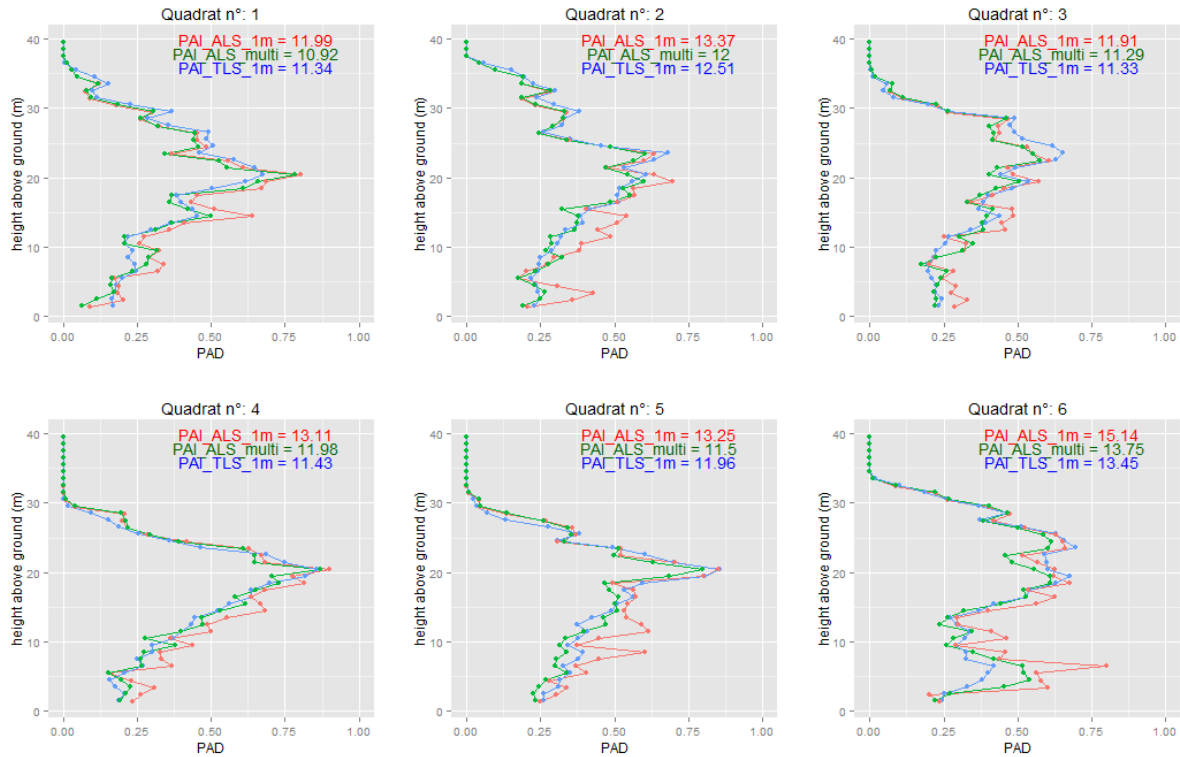 Quadrat n°: 1
PAI_ALS_1m = 11.99
PAI_ALS_multi = 10.92
PAI_TLS_1m = 11.34
40
30
20
10
0
height above ground (m)
0.00 0.25 0.50 0.75 1.00
PAD
Quadrat n°: 2
PAI_ALS_1m = 13.37
PAI_ALS_multi = 12
PAI_TLS_1m = 12.51
40
30
20
10
0
height above ground (m)
0.00 0.25 0.50 0.75 1.00
PAD
Quadrat n°: 3
PAI_ALS_1m = 11.91
PAI_ALS_multi = 11.29
PAI_TLS_1m = 11.33
40
30
20
10
0
height above ground (m)
0.00 0.25 0.50 0.75 1.00
PAD
Quadrat n°: 4
PAI_ALS_1m = 13.11
PAI_ALS_multi = 11.98
PAI_TLS_1m = 11.43
40
30
20
10
0
height above ground (m)
0.00 0.25 0.50 0.75 1.00
PAD
Quadrat n°: 5
PAI_ALS_1m = 13.25
PAI_ALS_multi = 11.5
PAI_TLS_1m = 11.96
40
30
20
10
0
height above ground (m)
0.00 0.25 0.50 0.75 1.00
PAD
Quadrat n°: 6
PAI_ALS_1m = 15.14
PAI_ALS_multi = 13.75
PAI_TLS_1m = 13.45
40
30
20
10
0
height above ground (m)
0.00 0.25 0.50 0.75 1.00
PAD